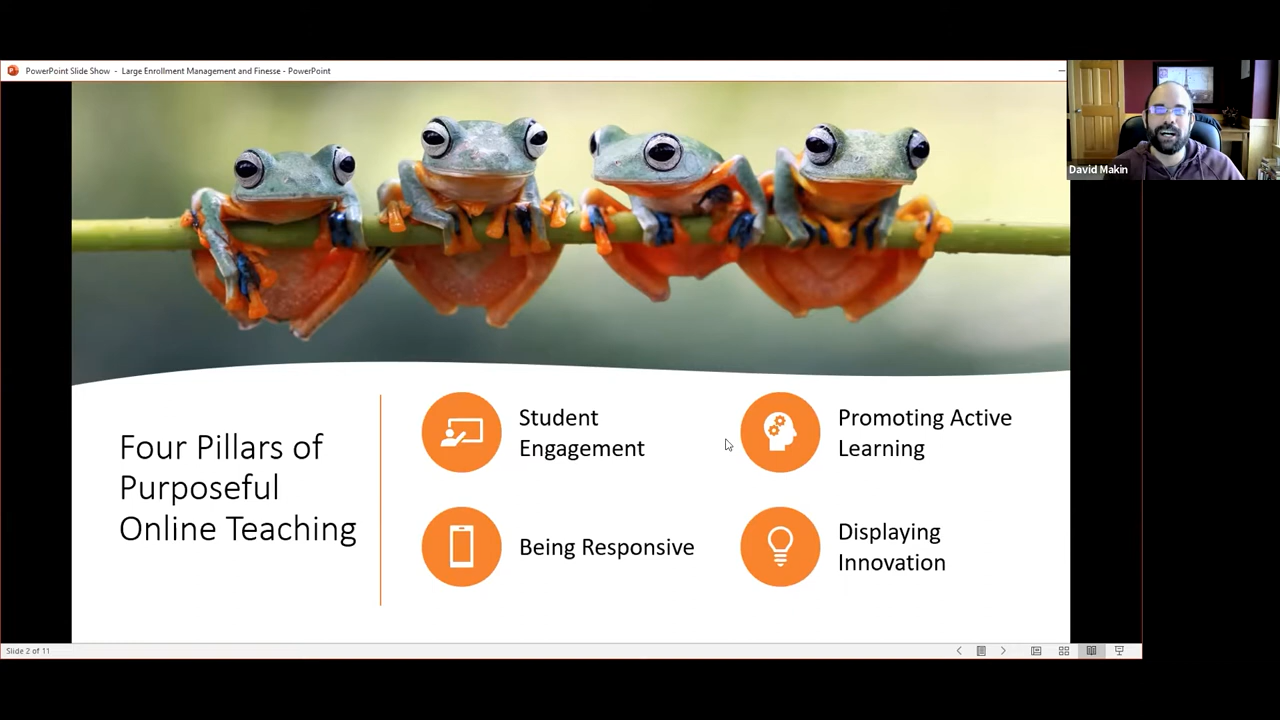 PowerPoint Slide Show - Large Enrollment Management and Finesse - PowerPoint
David Makin
Four Pillars of
Purposeful
Online Teaching
Student
Engagement
Promoting Active
Learning
Being Responsive
Displaying
Innovation
Slide 2 of 11